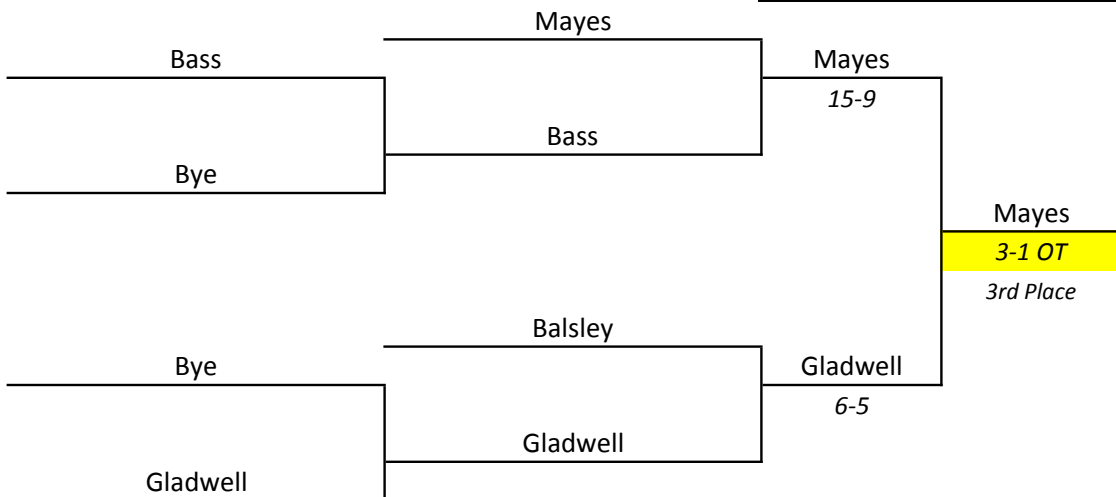 Mayes
Bass
Mayes
15-9
Bass
Bye
Mayes
3-1 OT
3rd Place
Balsley
Bye
Gladwell
6-5
Gladwell
Gladwell